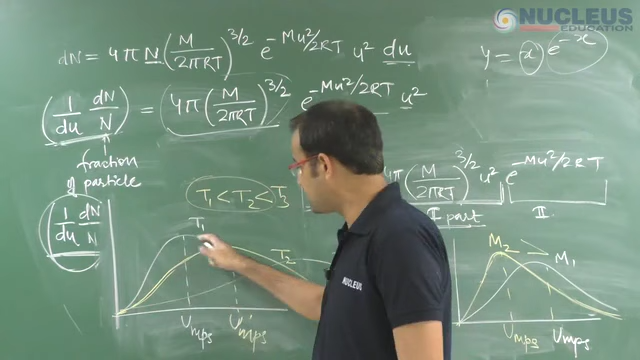 NUCLEUS
EDUCATION
dN = 4π N (M/2πRT)^3/2 e^-Mu²/2RT u² du
y = x e^-x
(1/du dN/N) = 4π (M/2πRT)^3/2 e^-Mu²/2RT u²
fraction
of particle
4π (M/2πRT)^3/2 u² e^-Mu²/2RT
I part II
T₁ < T₂ < T₃
(1/du dN/N)
T₁
T₂
Umps U'mps
M₂ > M₁
Umps Umps
NUCLEUS